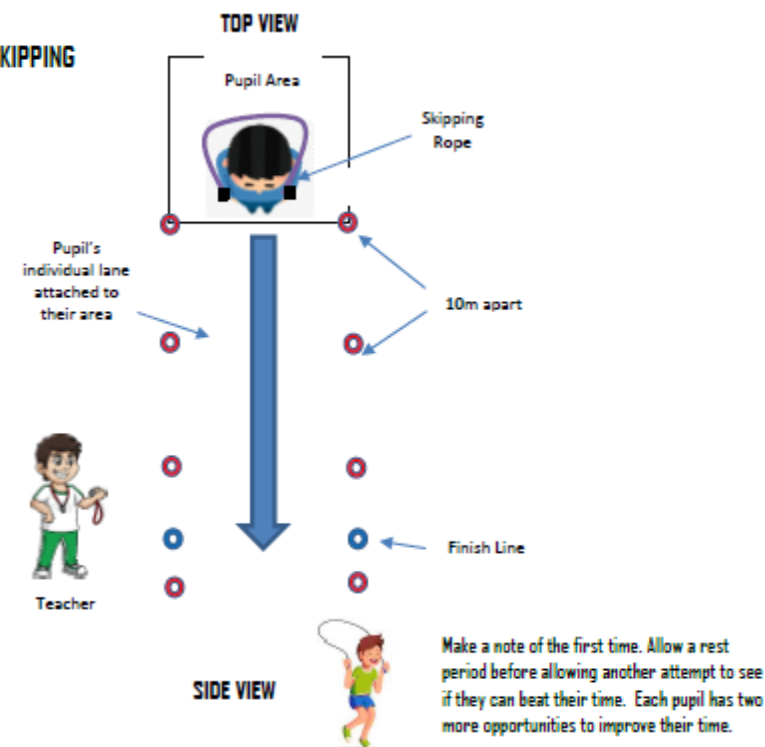 TOP VIEW
KIPPING
Pupil Area
Skipping
Rope
Pupil's
individual lane
attached to
their area
10m apart
Finish Line
Teacher
SIDE VIEW
Make a note of the first time. Allow a rest
period before allowing another attempt to see
if they can beat their time. Each pupil has two
more opportunities to improve their time.